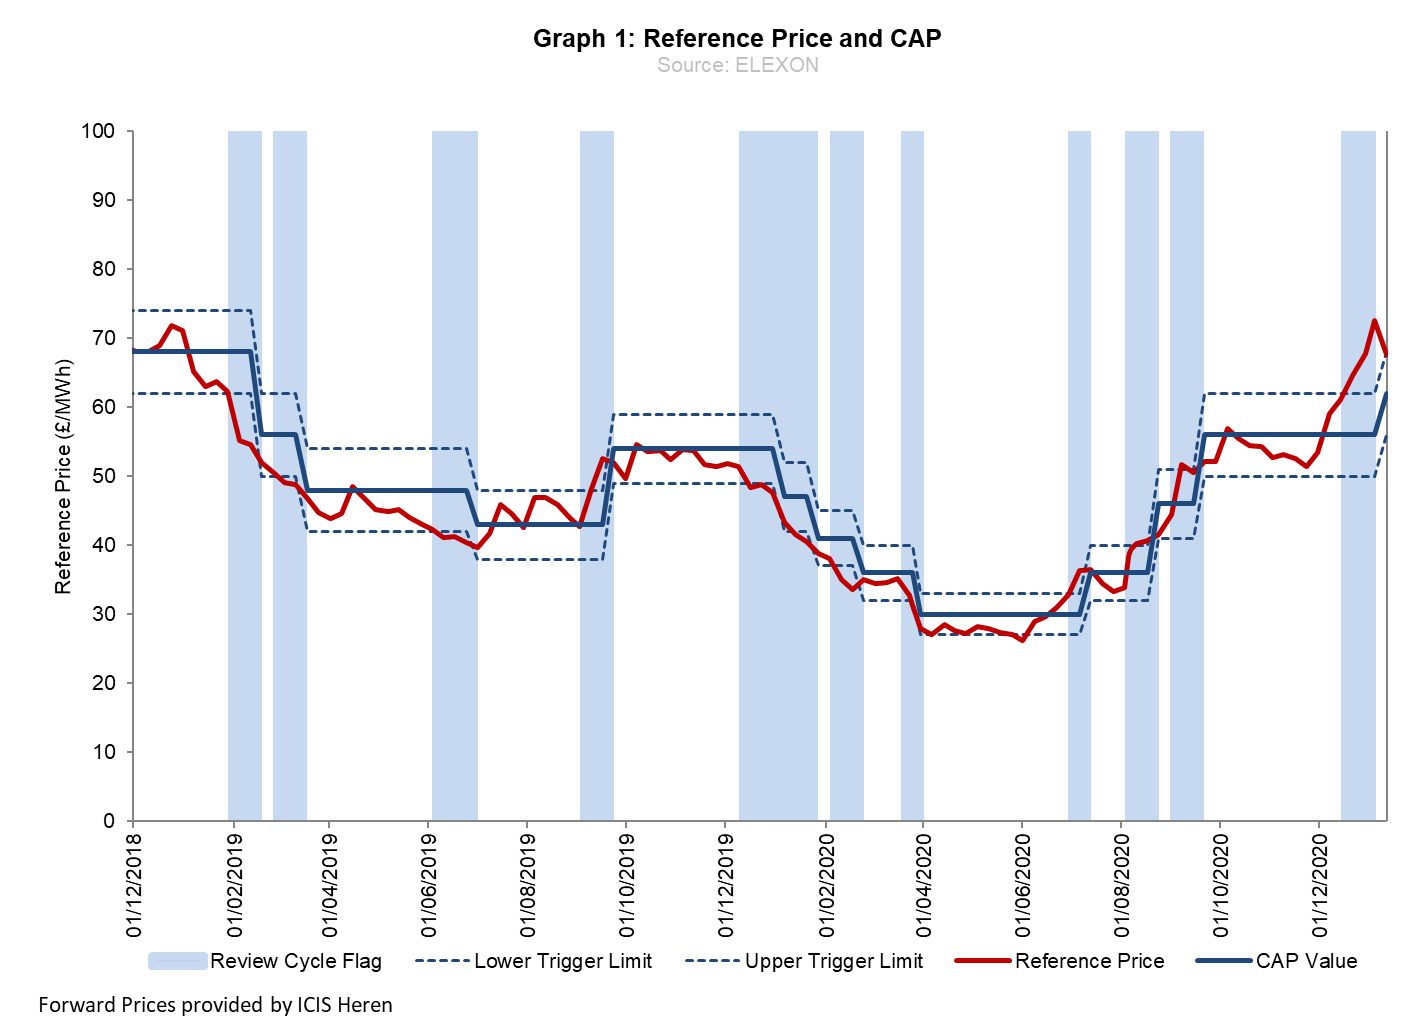 Graph 1: Reference Price and CAP
Source: ELEXON
Reference Price (£/MWh)
100
90
80
70
60
50
40
30
20
10
0
01/12/2018
01/02/2019
01/04/2019
01/06/2019
01/08/2019
01/10/2019
01/12/2019
01/02/2020
01/04/2020
01/06/2020
01/08/2020
01/10/2020
01/12/2020
Review Cycle Flag
Lower Trigger Limit
Upper Trigger Limit
Reference Price
CAP Value
Forward Prices provided by ICIS Heren